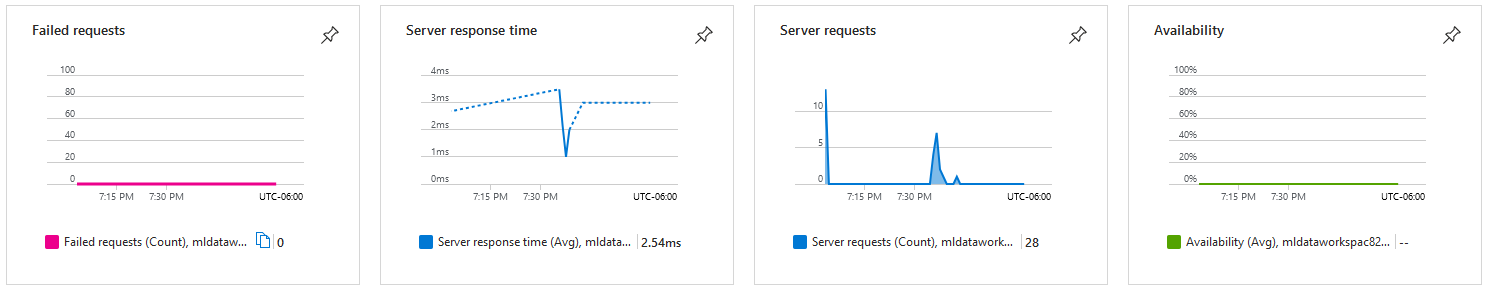 Failed requests
100
80
60
40
20
0
7:15 PM 7:30 PM UTC-06:00
Failed requests (Count), mldataw... 0
Server response time
4ms
3ms
2ms
1ms
0ms
7:15 PM 7:30 PM UTC-06:00
Server response time (Avg), mldata... 2.54ms
Server requests
10
5
0
7:15 PM 7:30 PM UTC-06:00
Server requests (Count), mldatawork... 28
Availability
100%
80%
60%
40%
20%
0%
7:15 PM 7:30 PM UTC-06:00
Availability (Avg), mldataworkspac82... --